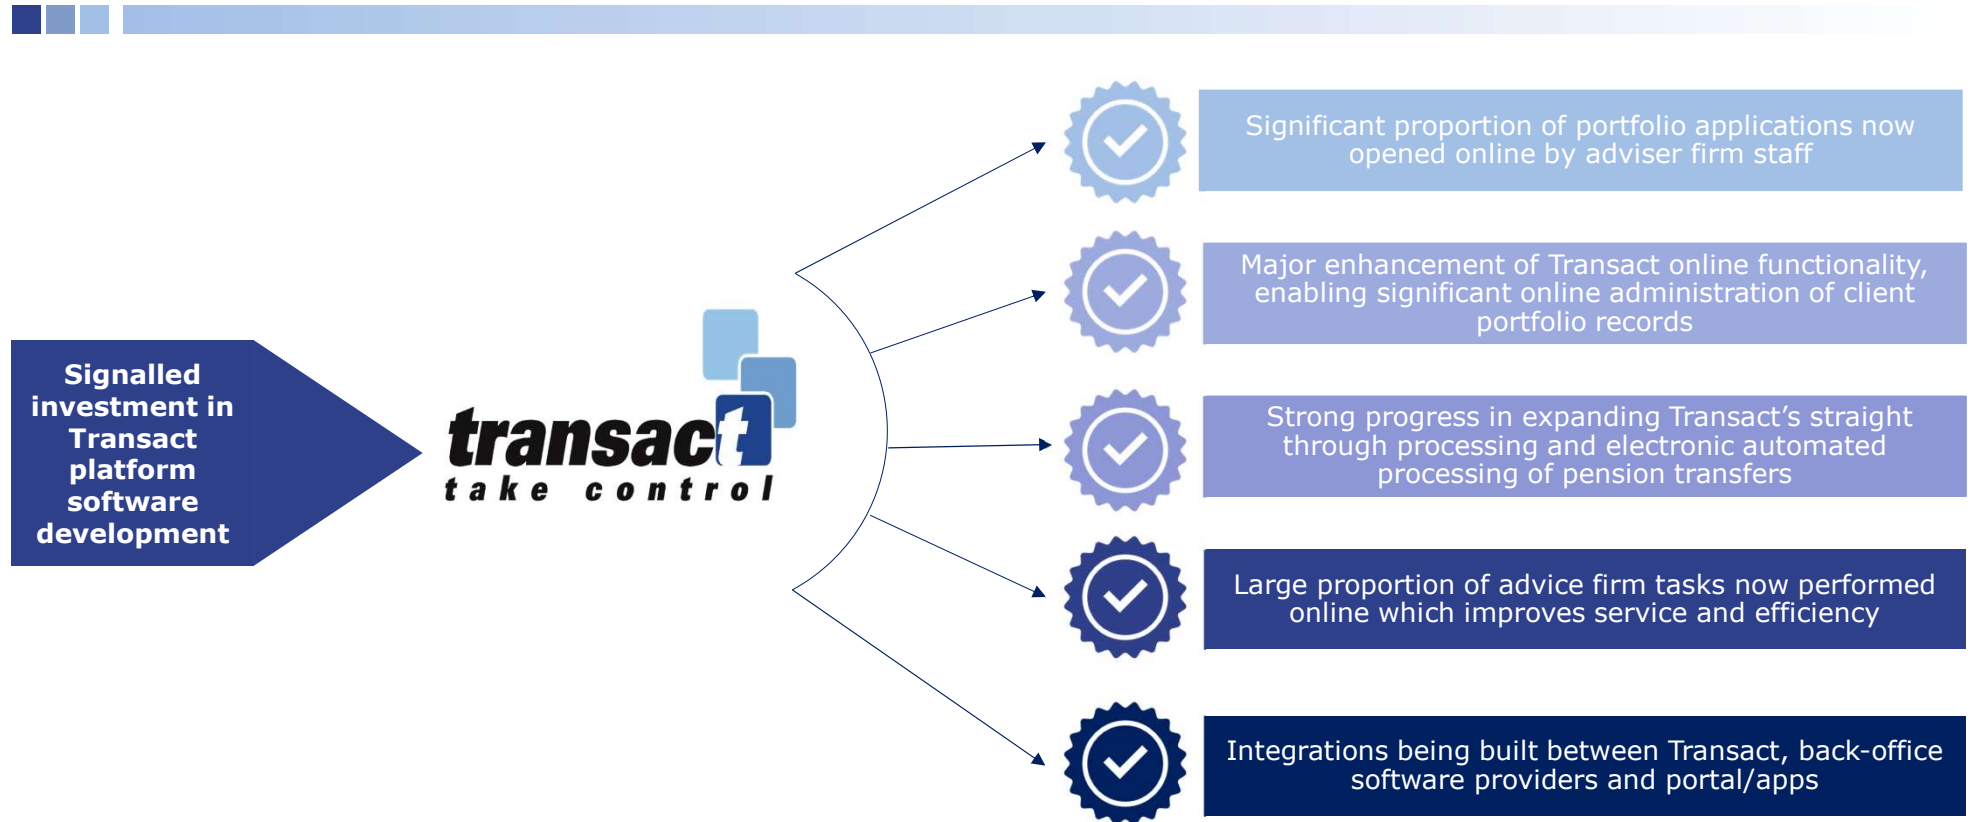 Signalled
investment in
Transact
platform
software
development
transact
take control
Significant proportion of portfolio applications now
opened online by adviser firm staff
Major enhancement of Transact online functionality,
enabling significant online administration of client
portfolio records
Strong progress in expanding Transact’s straight
through processing and electronic automated
processing of pension transfers
Large proportion of advice firm tasks now performed
online which improves service and efficiency
Integrations being built between Transact, back-office
software providers and portal/apps